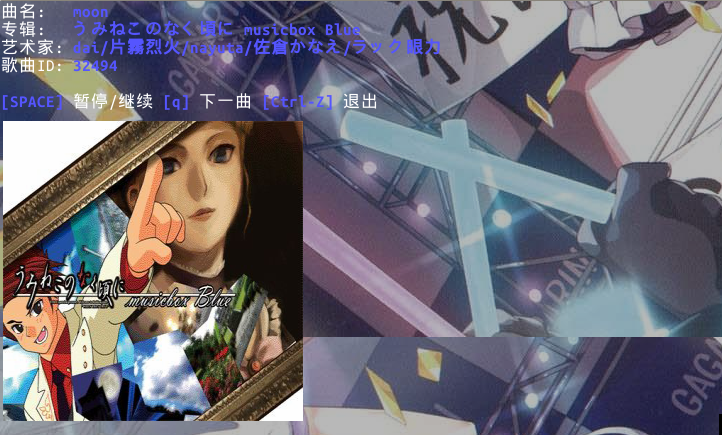 曲名: moon
专辑: うみねこのなく頃に musicbox Blue
艺术家: dai/片霧烈火/nayuta/佐倉かなえ/ラック眼力
歌曲ID: 32494
[SPACE] 暂停/继续 [q] 下一曲 [Ctrl-Z] 退出
祝
うみねこのなく頃に
musicbox Blue
GAGA
GAGA